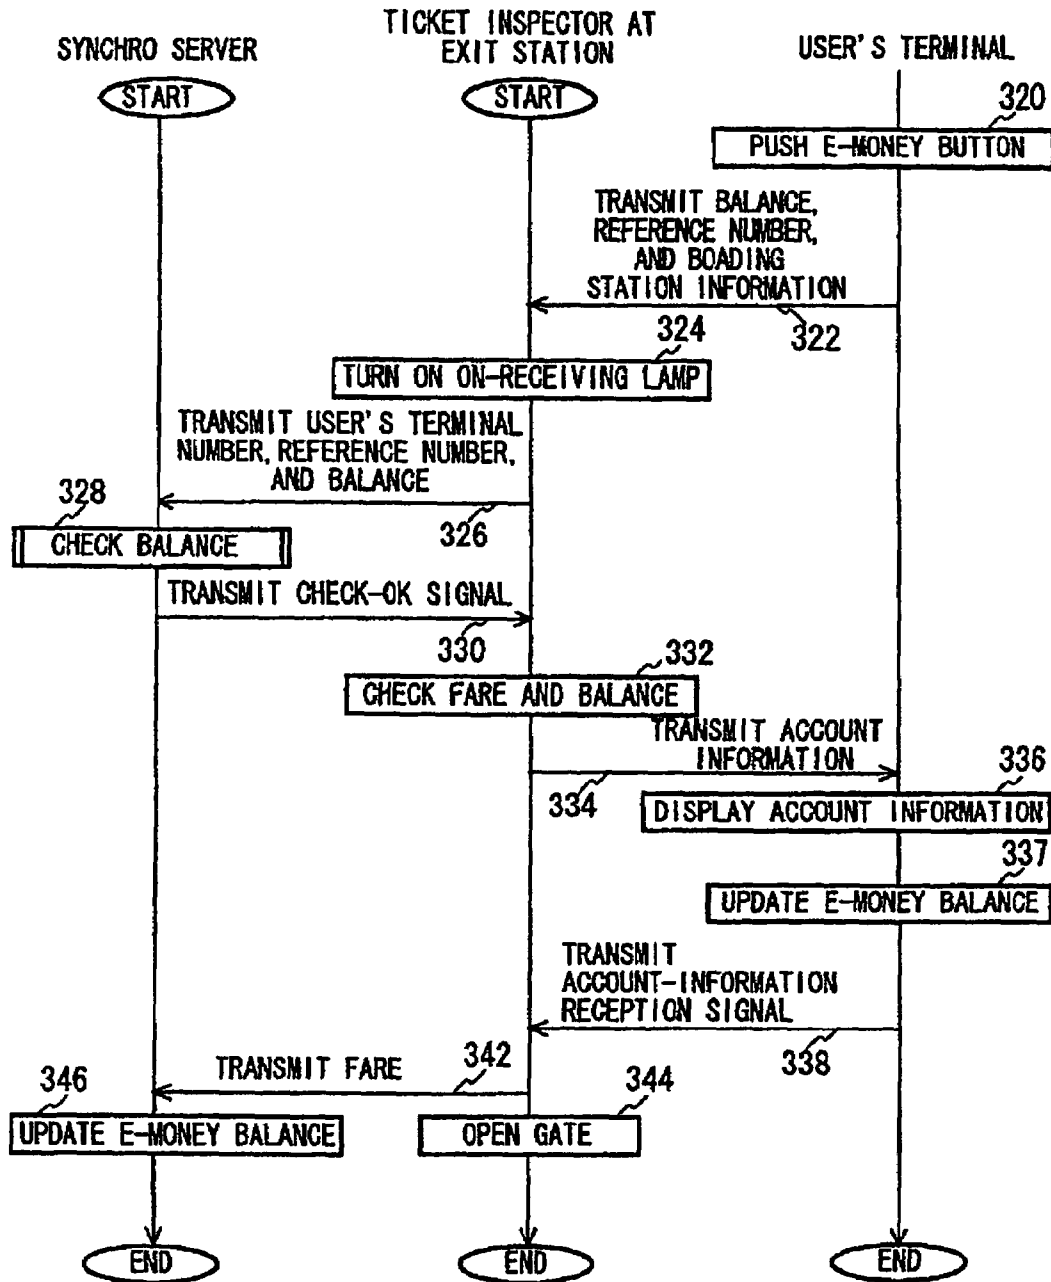 SYNCHRO SERVER
TICKET INSPECTOR AT
EXIT STATION
USER'S TERMINAL
START
START
320
PUSH E-MONEY BUTTON
TRANSMIT BALANCE,
REFERENCE NUMBER,
AND BOADING
STATION INFORMATION
322
324
TURN ON ON-RECEIVING LAMP
TRANSMIT USER'S TERMINAL
NUMBER, REFERENCE NUMBER,
AND BALANCE
326
328
CHECK BALANCE
TRANSMIT CHECK-OK SIGNAL
330
332
CHECK FARE AND BALANCE
TRANSMIT ACCOUNT
INFORMATION
334
336
DISPLAY ACCOUNT INFORMATION
337
UPDATE E-MONEY BALANCE
TRANSMIT
ACCOUNT-INFORMATION
RECEPTION SIGNAL
338
TRANSMIT FARE
342
346
UPDATE E-MONEY BALANCE
344
OPEN GATE
END
END
END